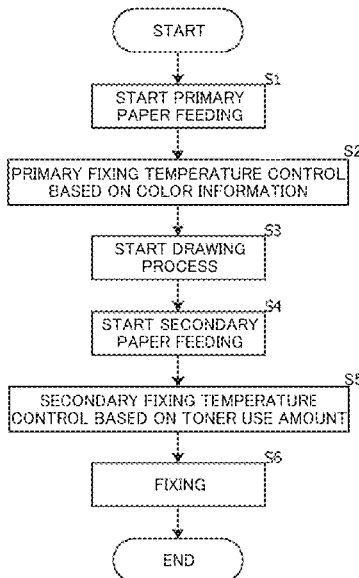 START
S1
START PRIMARY
PAPER FEEDING
S2
PRIMARY FIXING TEMPERATURE CONTROL
BASED ON COLOR INFORMATION
S3
START DRAWING
PROCESS
S4
START SECONDARY
PAPER FEEDING
S5
SECONDARY FIXING TEMPERATURE
CONTROL BASED ON TONER USE AMOUNT
S6
FIXING
END